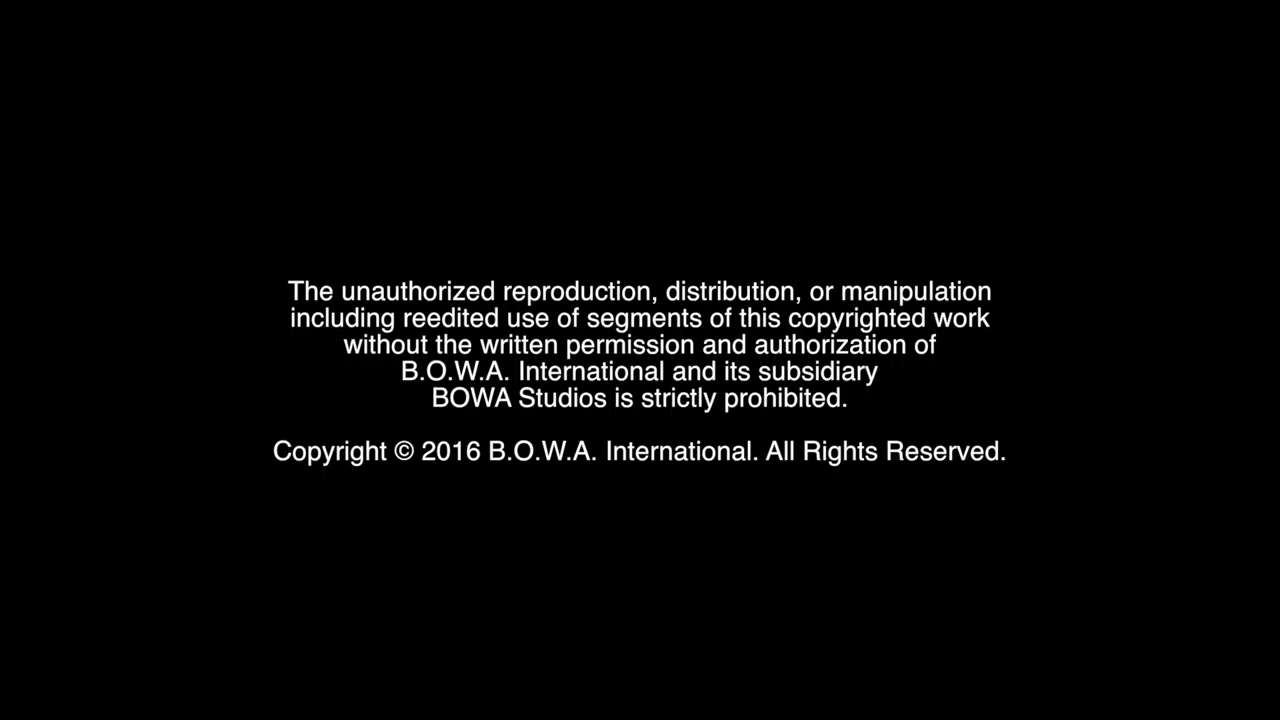 The unauthorized reproduction, distribution, or manipulation
including reedited use of segments of this copyrighted work
without the written permission and authorization of
B.O.W.A. International and its subsidiary
BOWA Studios is strictly prohibited.
Copyright © 2016 B.O.W.A. International. All Rights Reserved.